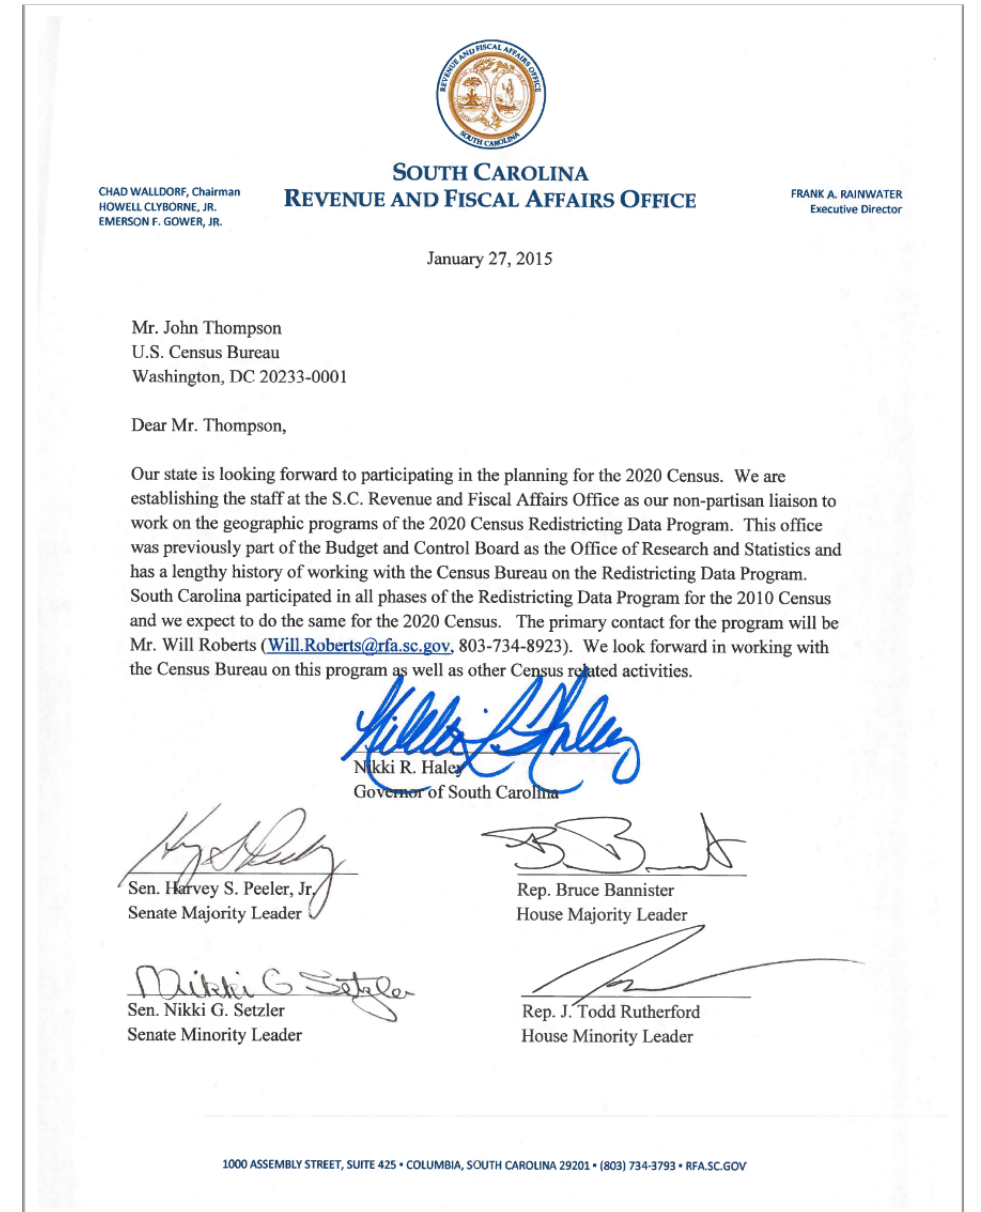 REVENUE AND FISCAL AFFAIRS OFFICE
SOUTH CAROLINA
SOUTH CAROLINA
REVENUE AND FISCAL AFFAIRS OFFICE
CHAD WALLDORF, Chairman
HOWELL CLYBORNE, JR.
EMERSON F. GOWER, JR.
FRANK A. RAINWATER
Executive Director
January 27, 2015
Mr. John Thompson
U.S. Census Bureau
Washington, DC 20233-0001
Dear Mr. Thompson,
Our state is looking forward to participating in the planning for the 2020 Census. We are
establishing the staff at the S.C. Revenue and Fiscal Affairs Office as our non-partisan liaison to
work on the geographic programs of the 2020 Census Redistricting Data Program. This office
was previously part of the Budget and Control Board as the Office of Research and Statistics and
has a lengthy history of working with the Census Bureau on the Redistricting Data Program.
South Carolina participated in all phases of the Redistricting Data Program for the 2010 Census
and we expect to do the same for the 2020 Census. The primary contact for the program will be
Mr. Will Roberts (Will.Roberts@rfa.sc.gov, 803-734-8923). We look forward in working with
the Census Bureau on this program as well as other Census related activities.
Nikki R. Haley
Governor of South Carolina
Sen. Harvey S. Peeler, Jr.
Senate Majority Leader
Rep. Bruce Bannister
House Majority Leader
Nikki G Setzler
Sen. Nikki G. Setzler
Senate Minority Leader
Rep. J. Todd Rutherford
House Minority Leader
1000 ASSEMBLY STREET, SUITE 425 • COLUMBIA, SOUTH CAROLINA 29201 • (803) 734-3793 • RFA.SC.GOV